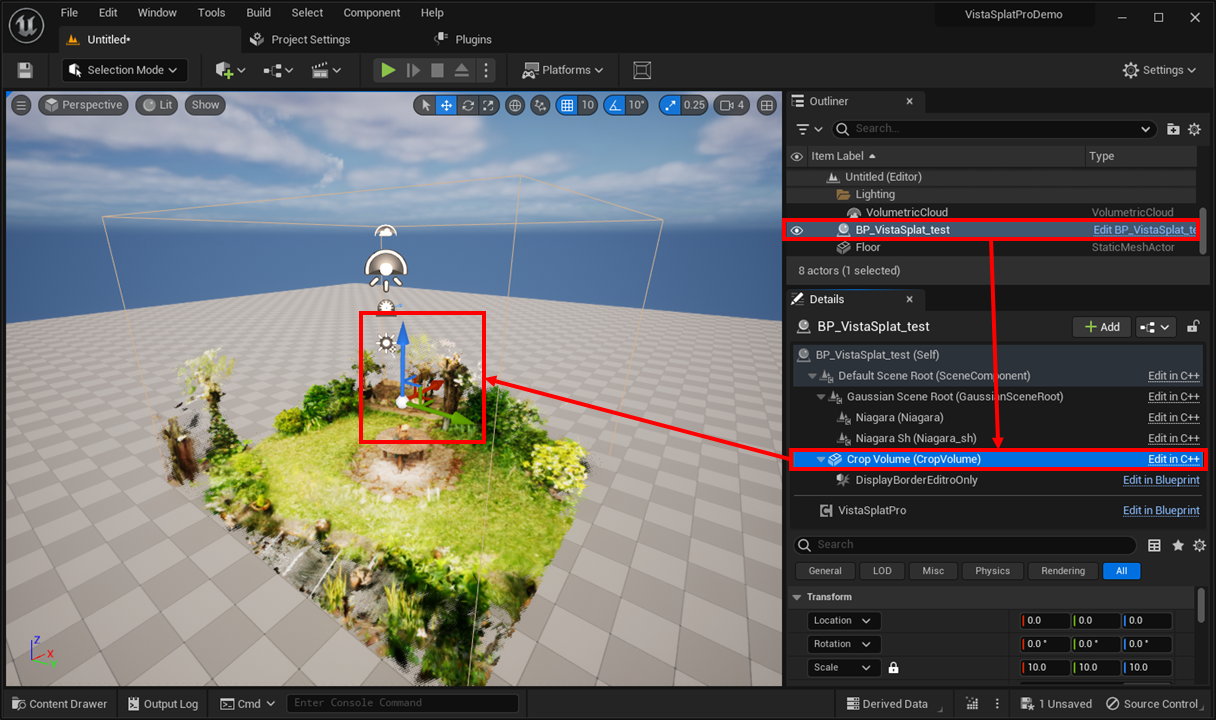 File Edit Window Tools Build Select Component Help
VistaSplatProDemo
Untitled*
Project Settings
Plugins
Selection Mode
Platforms
Settings
Perspective
Lit
Show
10
10°
0.25
4
Outliner
Search...
Item Label
Type
Untitled (Editor)
Lighting
VolumetricCloud VolumetricCloud
BP_VistaSplat_test Edit BP_VistaSplat_te
Floor StaticMeshActor
8 actors (1 selected)
Details
BP_VistaSplat_test
Add
BP_VistaSplat_test (Self)
Default Scene Root (SceneComponent) Edit in C++
Gaussian Scene Root (GaussianSceneRoot) Edit in C++
Niagara (Niagara) Edit in C++
Niagara Sh (Niagara_sh) Edit in C++
Crop Volume (CropVolume) Edit in C++
DisplayBorderEditroOnly Edit in Blueprint
VistaSplatPro Edit in Blueprint
Search
General LOD Misc Physics Rendering All
Transform
Location 0.0 0.0 0.0
Rotation 0.0 ° 0.0 ° 0.0 °
Scale 10.0 10.0 10.0
Z
X
Y
Content Drawer
Output Log
Cmd
Enter Console Command
Derived Data
1 Unsaved
Source Control